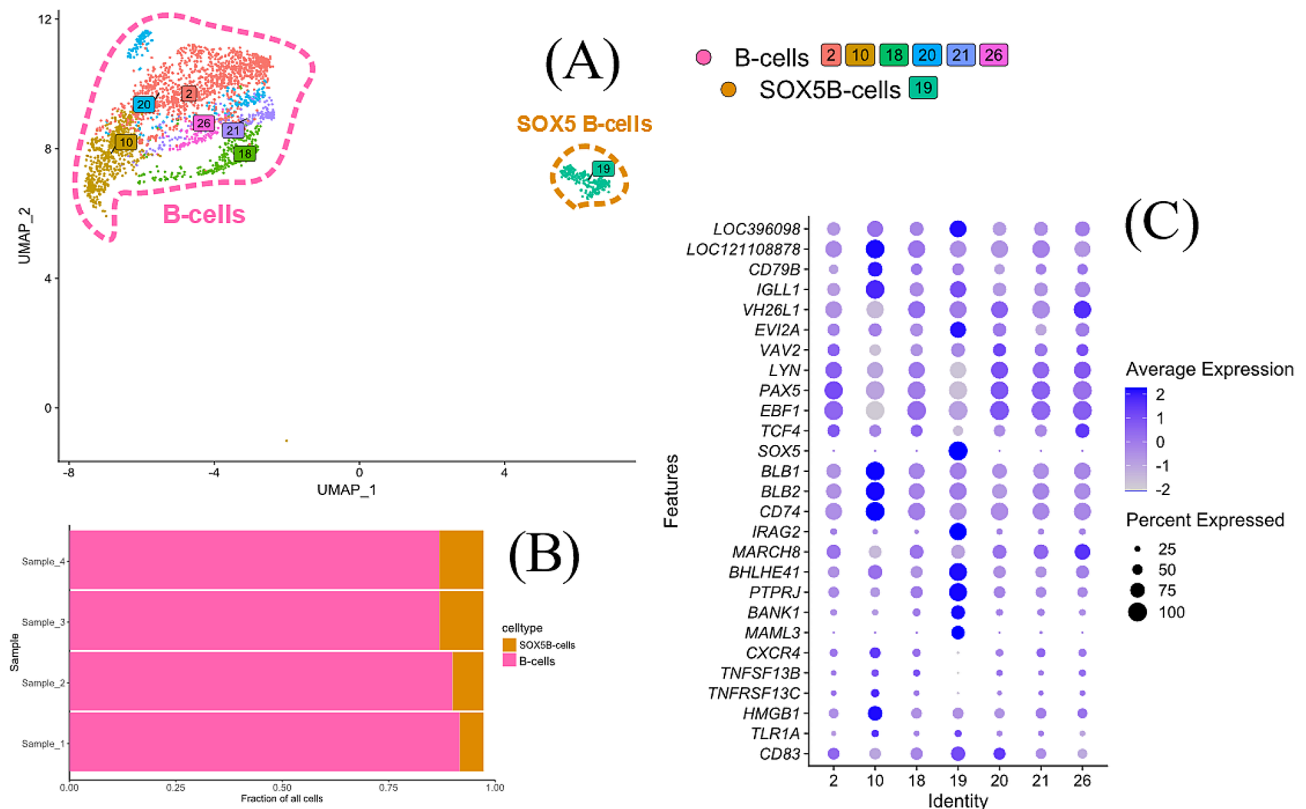 12
8
4
0
-8
-4
0
4
UMAP_2
UMAP_1
(A)
20
2
26
21
10
18
B-cells
SOX5 B-cells
19
B-cells 2 10 18 20 21 26
SOX5B-cells 19
(B)
Sample_4
Sample_3
Sample_2
Sample_1
Sample
0.00 0.25 0.50 0.75 1.00
Fraction of all cells
celltype
SOX5B-cells
B-cells
(C)
Features
LOC396098
LOC121108878
CD79B
IGLL1
VH26L1
EVI2A
VAV2
LYN
PAX5
EBF1
TCF4
SOX5
BLB1
BLB2
CD74
IRAG2
MARCH8
BHLHE41
PTPRJ
BANK1
MAML3
CXCR4
TNFSF13B
TNFRSF13C
HMGB1
TLR1A
CD83
2 10 18 19 20 21 26
Identity
Average Expression
2
1
0
-1
-2
Percent Expressed
25
50
75
100